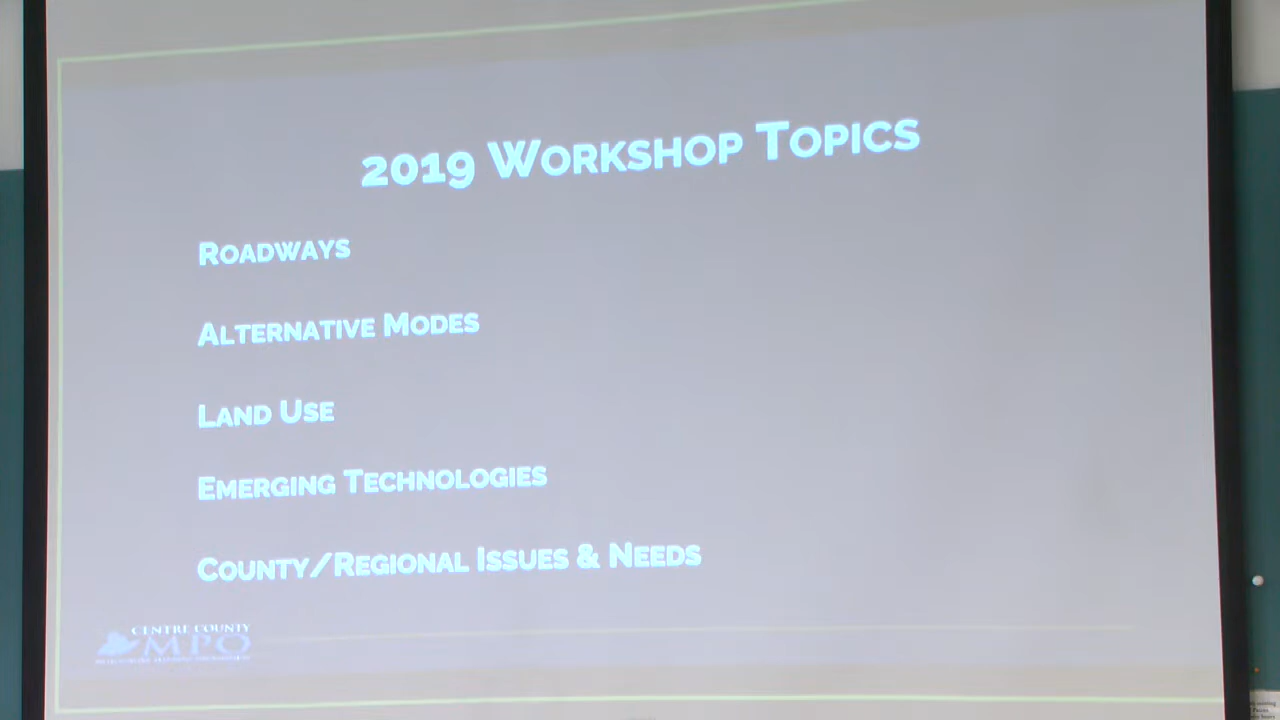 2019 WORKSHOP TOPICS
ROADWAYS
ALTERNATIVE MODES
LAND USE
EMERGING TECHNOLOGIES
COUNTY/REGIONAL ISSUES & NEEDS
CENTRE COUNTY
MPO